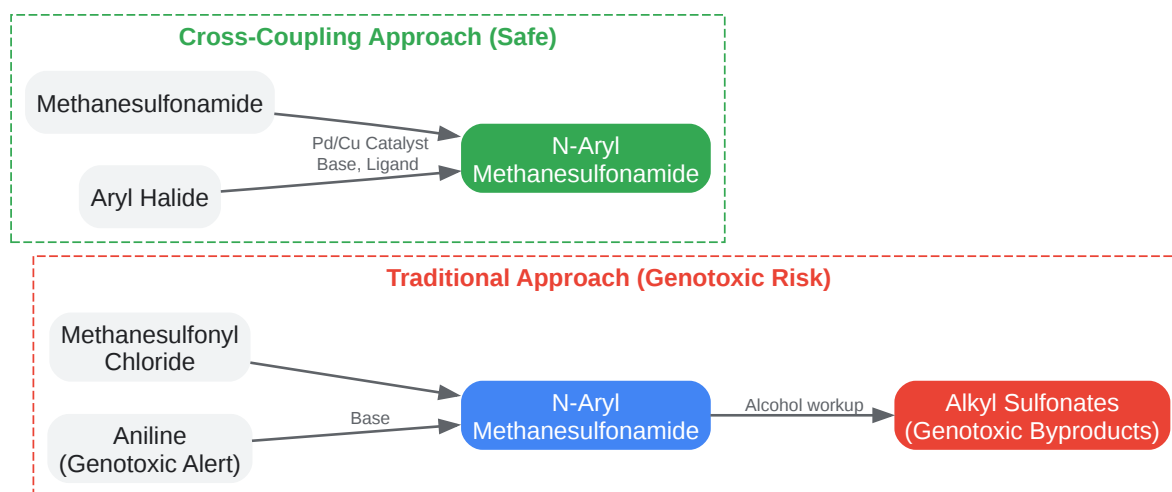 Cross-Coupling Approach (Safe)
Methanesulfonamide
Pd/Cu Catalyst
Base, Ligand
Aryl Halide
N-Aryl
Methanesulfonamide
Traditional Approach (Genotoxic Risk)
Methanesulfonyl
Chloride
Aniline
(Genotoxic Alert)
Base
N-Aryl
Methanesulfonamide
Alcohol workup
Alkyl Sulfonates
(Genotoxic Byproducts)